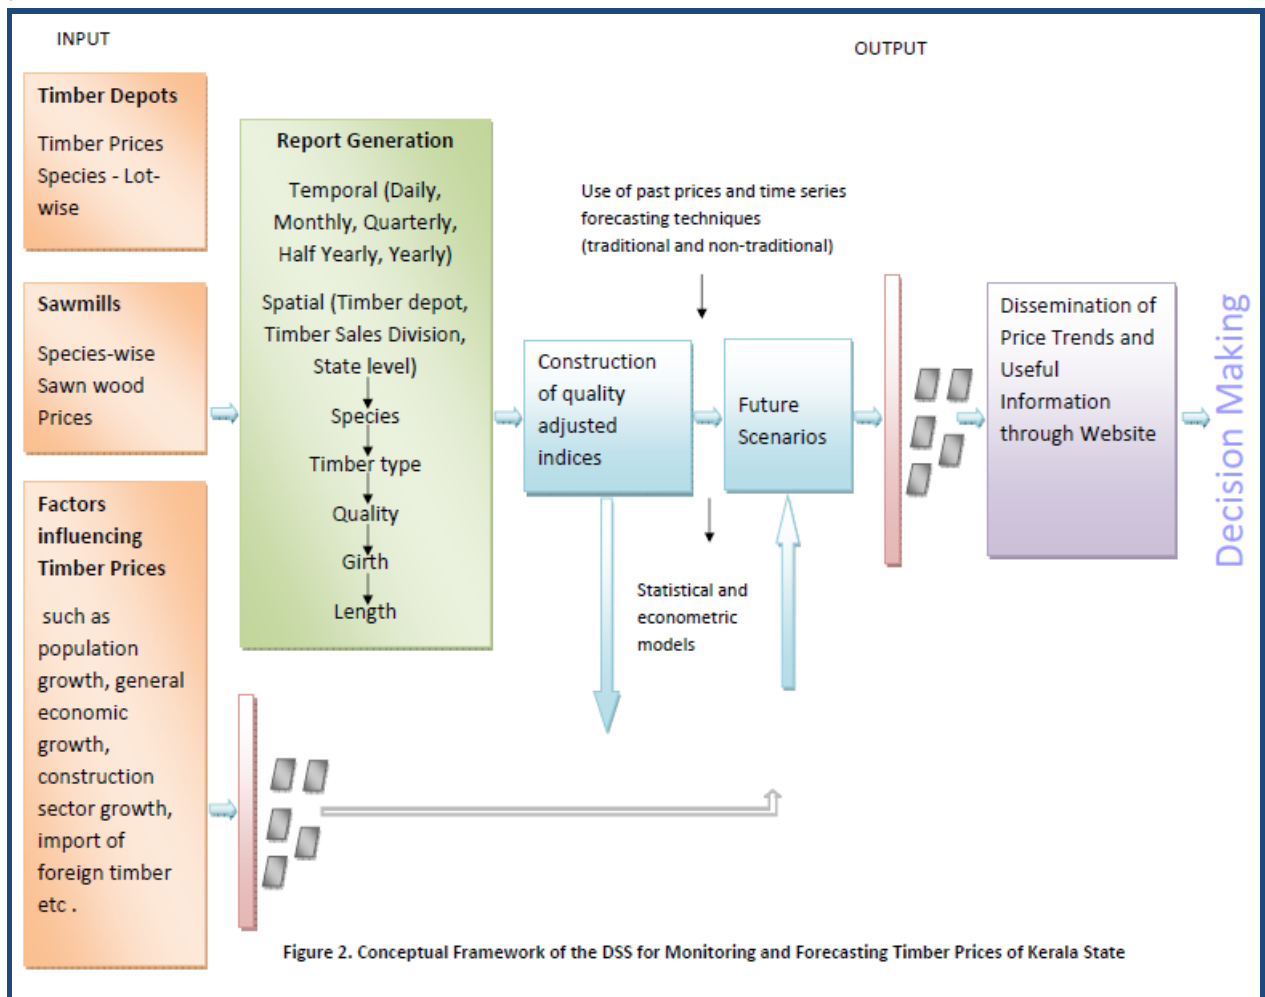 INPUT
OUTPUT
Timber Depots
Timber Prices
Species - Lot-
wise
Sawmills
Species-wise
Sawn wood
Prices
Factors
influencing
Timber Prices
such as
population
growth, general
economic
growth,
construction
sector growth,
import of
foreign timber
etc .
Report Generation
Temporal (Daily,
Monthly, Quarterly,
Half Yearly, Yearly)
Spatial (Timber depot,
Timber Sales Division,
State level)
Species
Timber type
Quality
Girth
Length
Use of past prices and time series
forecasting techniques
(traditional and non-traditional)
Construction
of quality
adjusted
indices
Future
Scenarios
Statistical and
econometric
models
Dissemination of
Price Trends and
Useful
Information
through Website
Decision Making
Figure 2. Conceptual Framework of the DSS for Monitoring and Forecasting Timber Prices of Kerala State